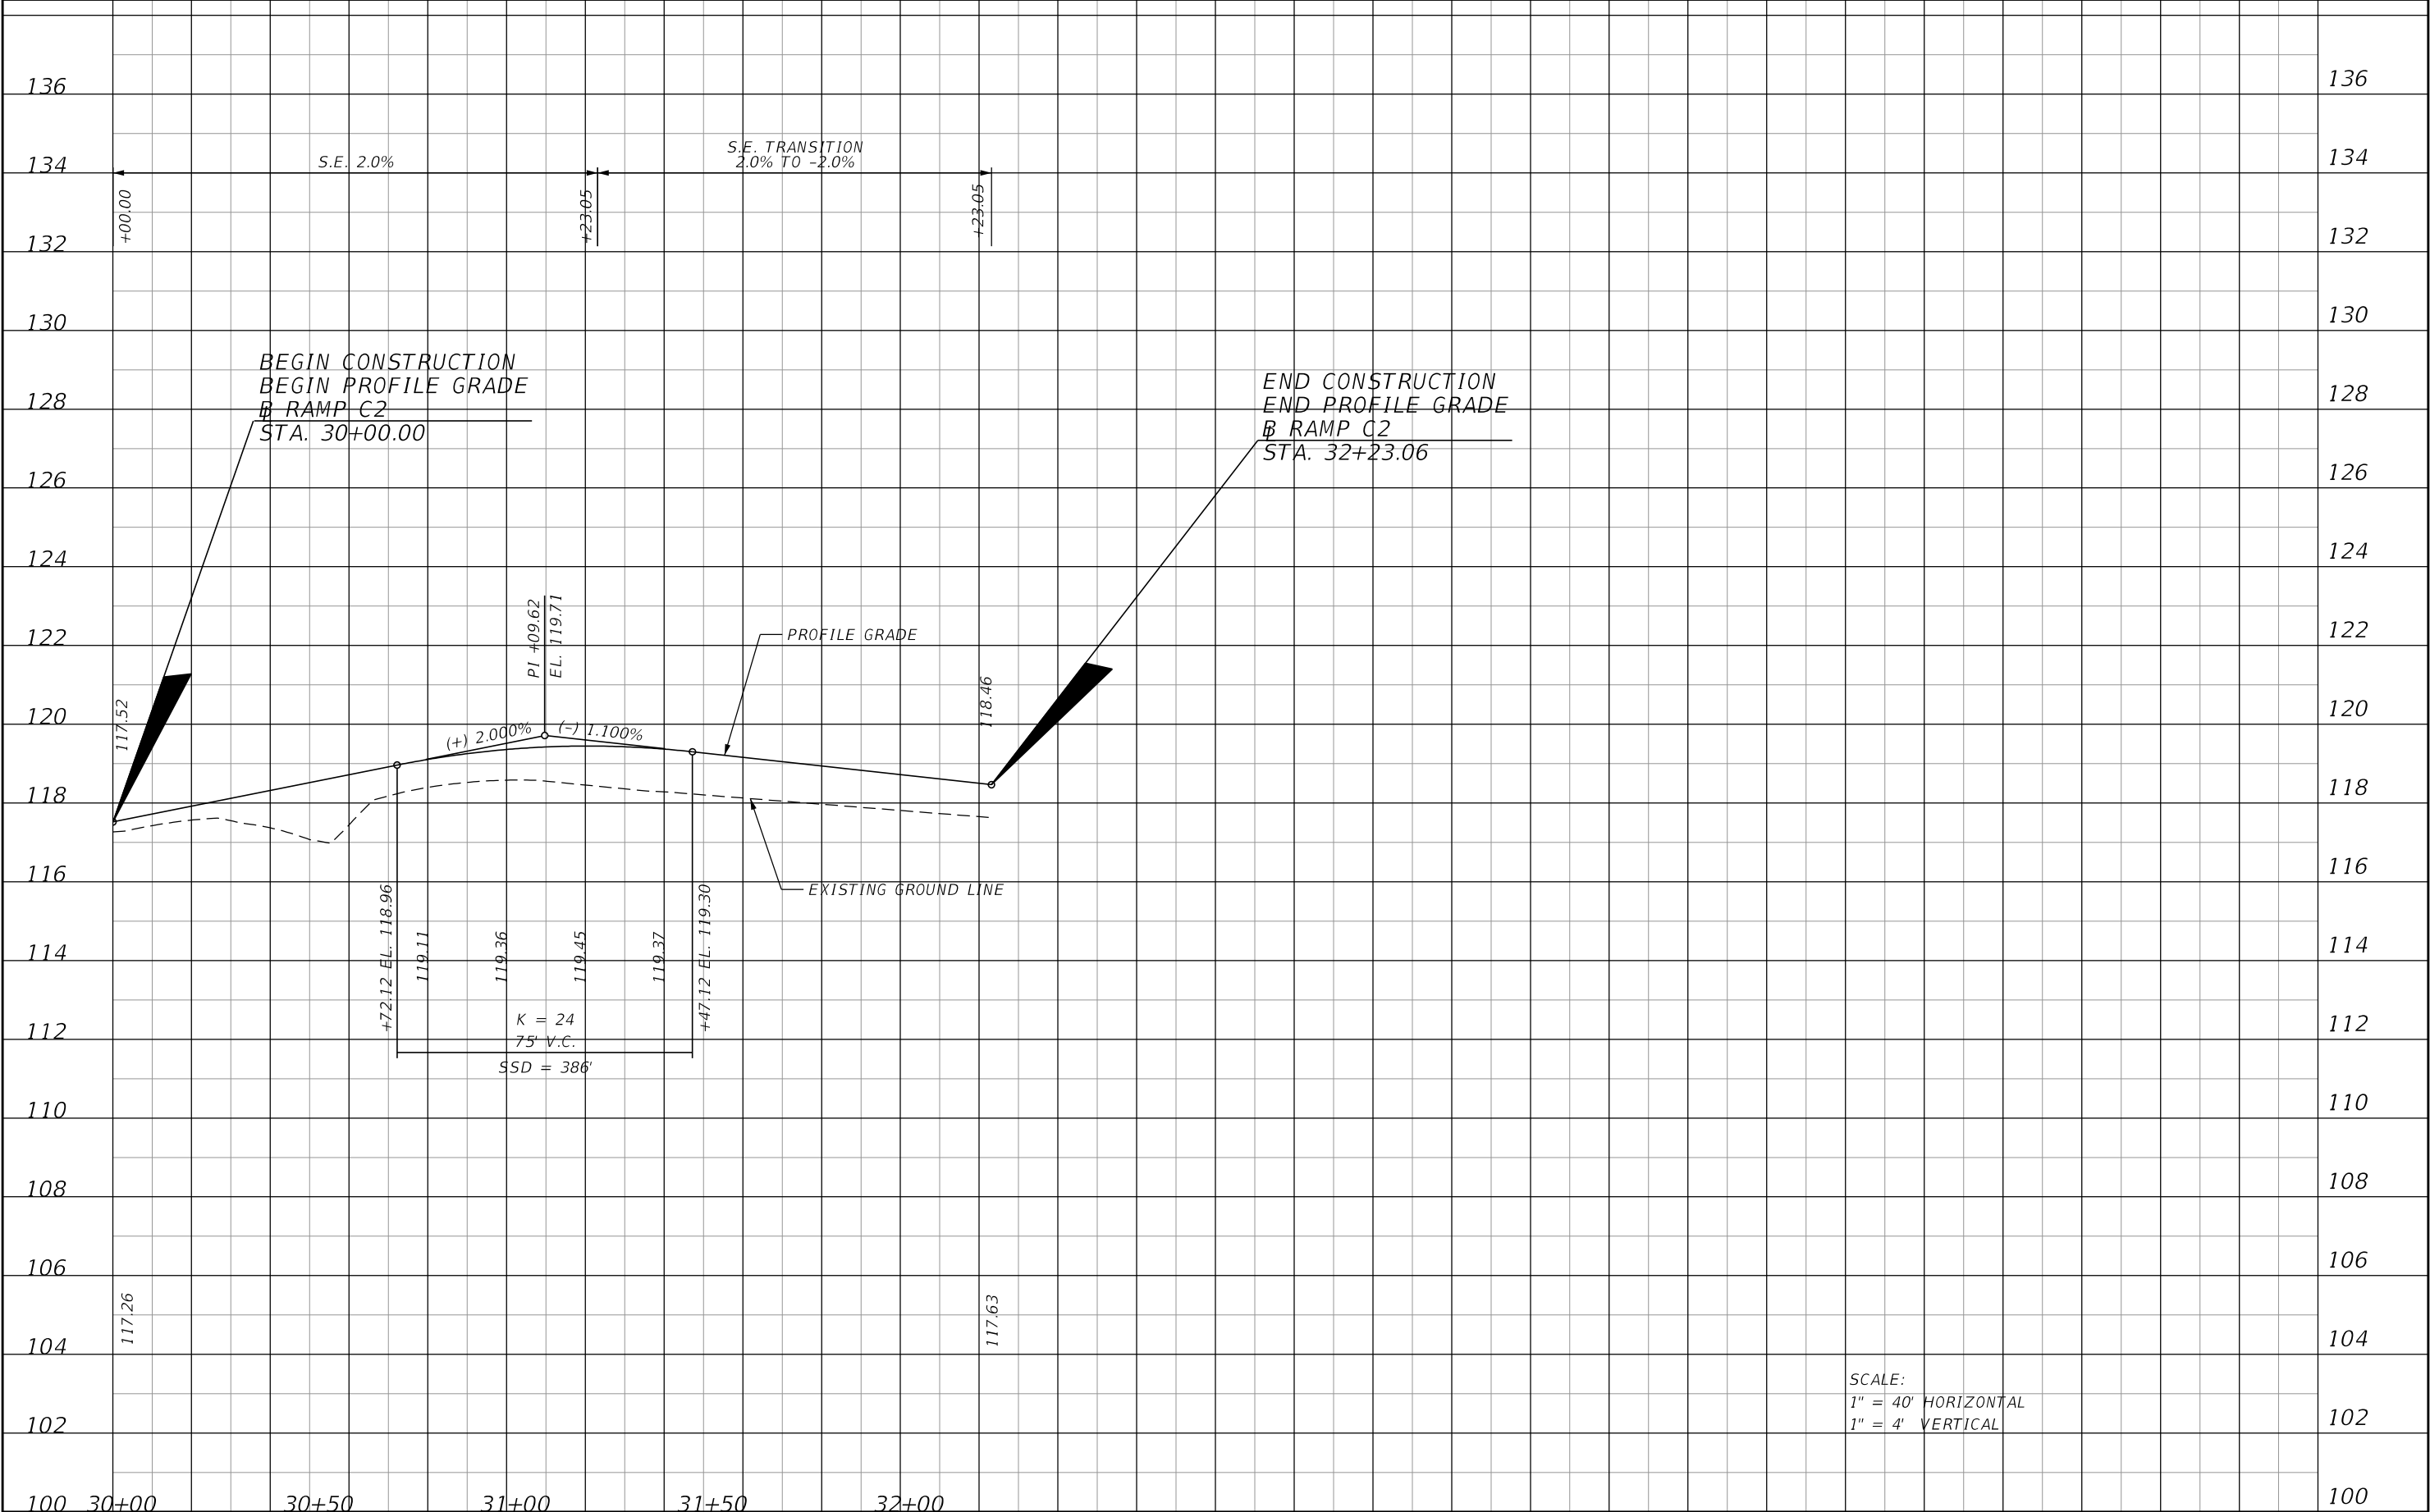 136
136
S.E. TRANSITION
2.0% TO -2.0%
S.E. 2.0%
134
134
+00.00
+23.05
+23.05
132
132
130
130
BEGIN CONSTRUCTION
BEGIN PROFILE GRADE
RAMP C2
STA. 30+00.00
END CONSTRUCTION
END PROFILE GRADE
RAMP C2
STA. 32+23.06
128
128
126
126
124
124
PI +09.62
EL. 119.71
122
122
PROFILE GRADE
117.52
118.46
120
120
(+) 2.000%
(-) 1.100%
118
118
116
116
EXISTING GROUND LINE
+72.12 EL. 118.96
119.11
119.36
119.45
119.37
+47.12 EL. 119.30
114
114
112
112
K = 24
75' V.C.
SSD = 386'
110
110
108
108
106
106
117.26
117.63
104
104
SCALE:
1" = 40' HORIZONTAL
1" = 4' VERTICAL
102
102
100
30+00
30+50
31+00
31+50
32+00
100